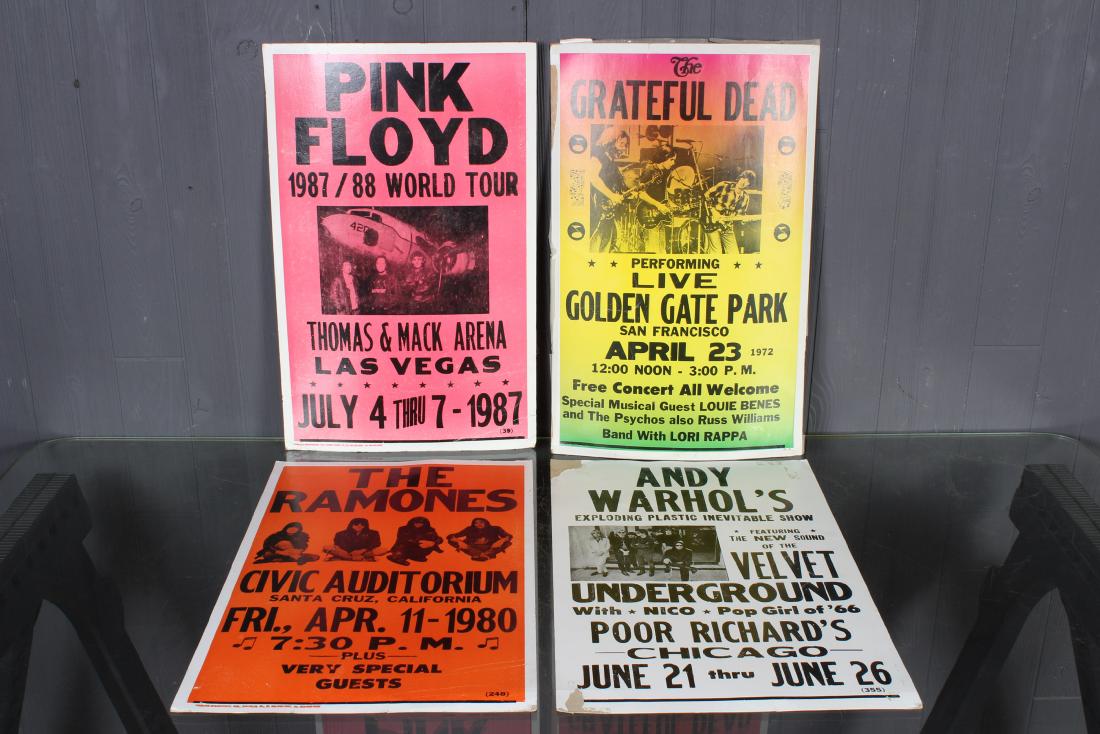 PINK
FLOYD
1987/88 WORLD TOUR
420
THOMAS & MACK ARENA
LAS VEGAS
JULY 4 THRU 7 - 1987
(39)
The
GRATEFUL DEAD
PERFORMING
LIVE
GOLDEN GATE PARK
SAN FRANCISCO
APRIL 23 1972
12:00 NOON - 3:00 P. M.
Free Concert All Welcome
Special Musical Guest LOUIE BENES
and The Psychos also Russ Williams
Band With LORI RAPPA
THE
RAMONES
CIVIC AUDITORIUM
SANTA CRUZ, CALIFORNIA
FRI., APR. 11-1980
7:30 P. M.
PLUS
VERY SPECIAL
GUESTS
(248)
ANDY
WARHOL'S
EXPLODING PLASTIC INEVITABLE SHOW
FEATURING
THE NEW SOUND
OF THE
VELVET
UNDERGROUND
With ★ NICO ★ Pop Girl of '66
POOR RICHARD'S
CHICAGO
JUNE 21 thru JUNE 26
(355)